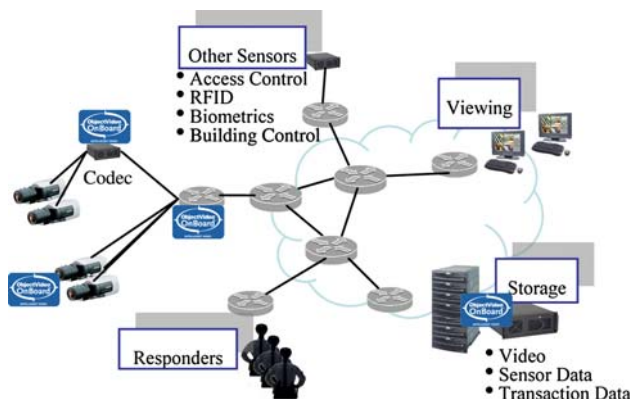 Other Sensors
• Access Control
• RFID
• Biometrics
• Building Control
Viewing
ObjectVideo
OnBoard
Codec
ObjectVideo
OnBoard
ObjectVideo
OnBoard
Responders
ObjectVideo
OnBoard
Storage
• Video
• Sensor Data
• Transaction Data